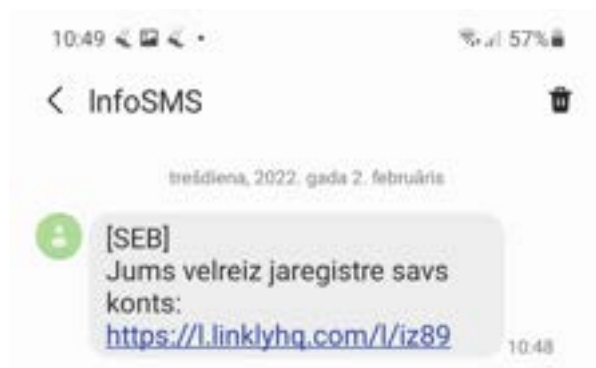 10:49
57%
InfoSMS
trešdiena, 2022. gada 2. februāris
[SEB]
Jums velreiz jaregistre savs
konts:
https://l.linklyhq.com/l/iz89
10:48